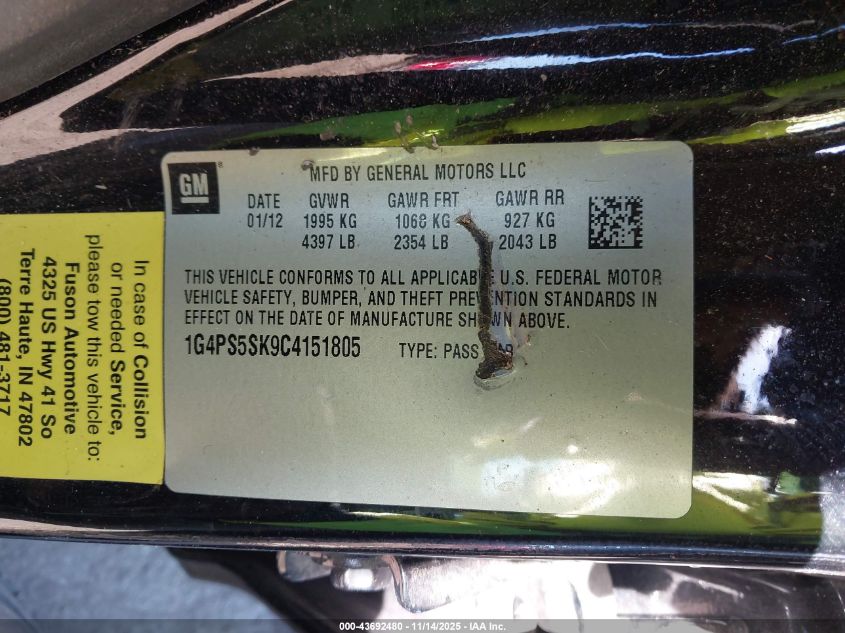 GM
MFD BY GENERAL MOTORS LLC
DATE GVWR GAWR FRT GAWR RR
01/12 1995 KG 1068 KG 927 KG
4397 LB 2354 LB 2043 LB
THIS VEHICLE CONFORMS TO ALL APPLICABLE U.S. FEDERAL MOTOR
VEHICLE SAFETY, BUMPER, AND THEFT PREVENTION STANDARDS IN
EFFECT ON THE DATE OF MANUFACTURE SHOWN ABOVE.
1G4PS5SK9C4151805 TYPE: PASS CAR
In case of Collision
or needed Service,
please tow this vehicle to:
Fuson Automotive
4325 US Hwy 41 So
Terre Haute, IN 47802
(800) 481-3717
000-43692480 - 11/14/2025 - IAA Inc.